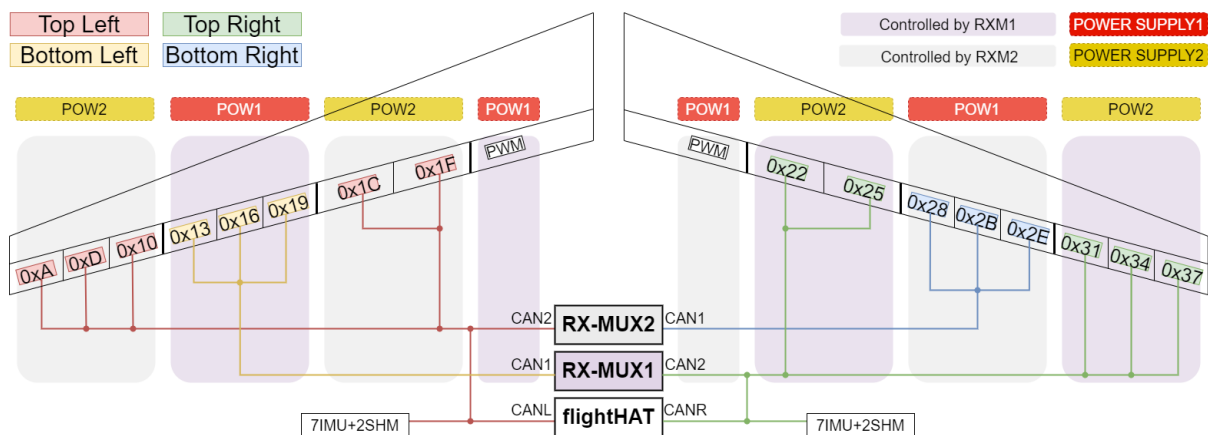 Top Left
Top Right
Controlled by RXM1
POWER SUPPLY1
Bottom Left
Bottom Right
Controlled by RXM2
POWER SUPPLY2
POW2
POW1
POW2
POW1
POW1
POW2
POW1
POW2
0xA
0xD
0x10
0x13
0x16
0x19
0x1C
0x1F
PWM
PWM
0x22
0x25
0x28
0x2B
0x2E
0x31
0x34
0x37
CAN2
RX-MUX2
CAN1
CAN1
RX-MUX1
CAN2
7IMU+2SHM
CANL
flightHAT
CANR
7IMU+2SHM